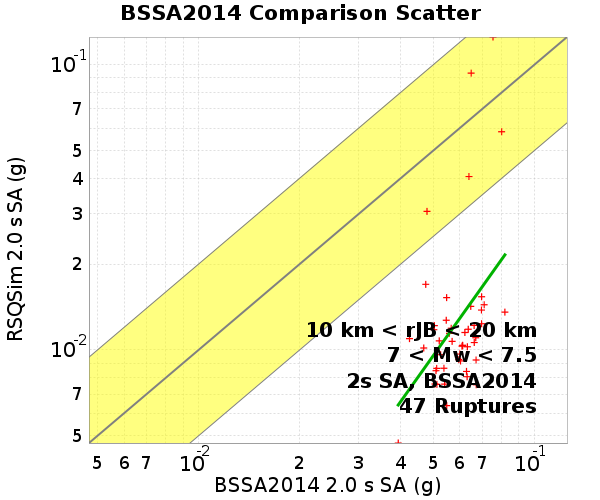 BSSA2014 Comparison Scatter
RSQSim 2.0 s SA (g)
10-1
7
5
4
3
2
10-2
7
5
10 km < rJB < 20 km
7 < Mw < 7.5
2s SA, BSSA2014
47 Ruptures
5 6 7 10-2 2 3 4 5 6 7 10-1
BSSA2014 2.0 s SA (g)